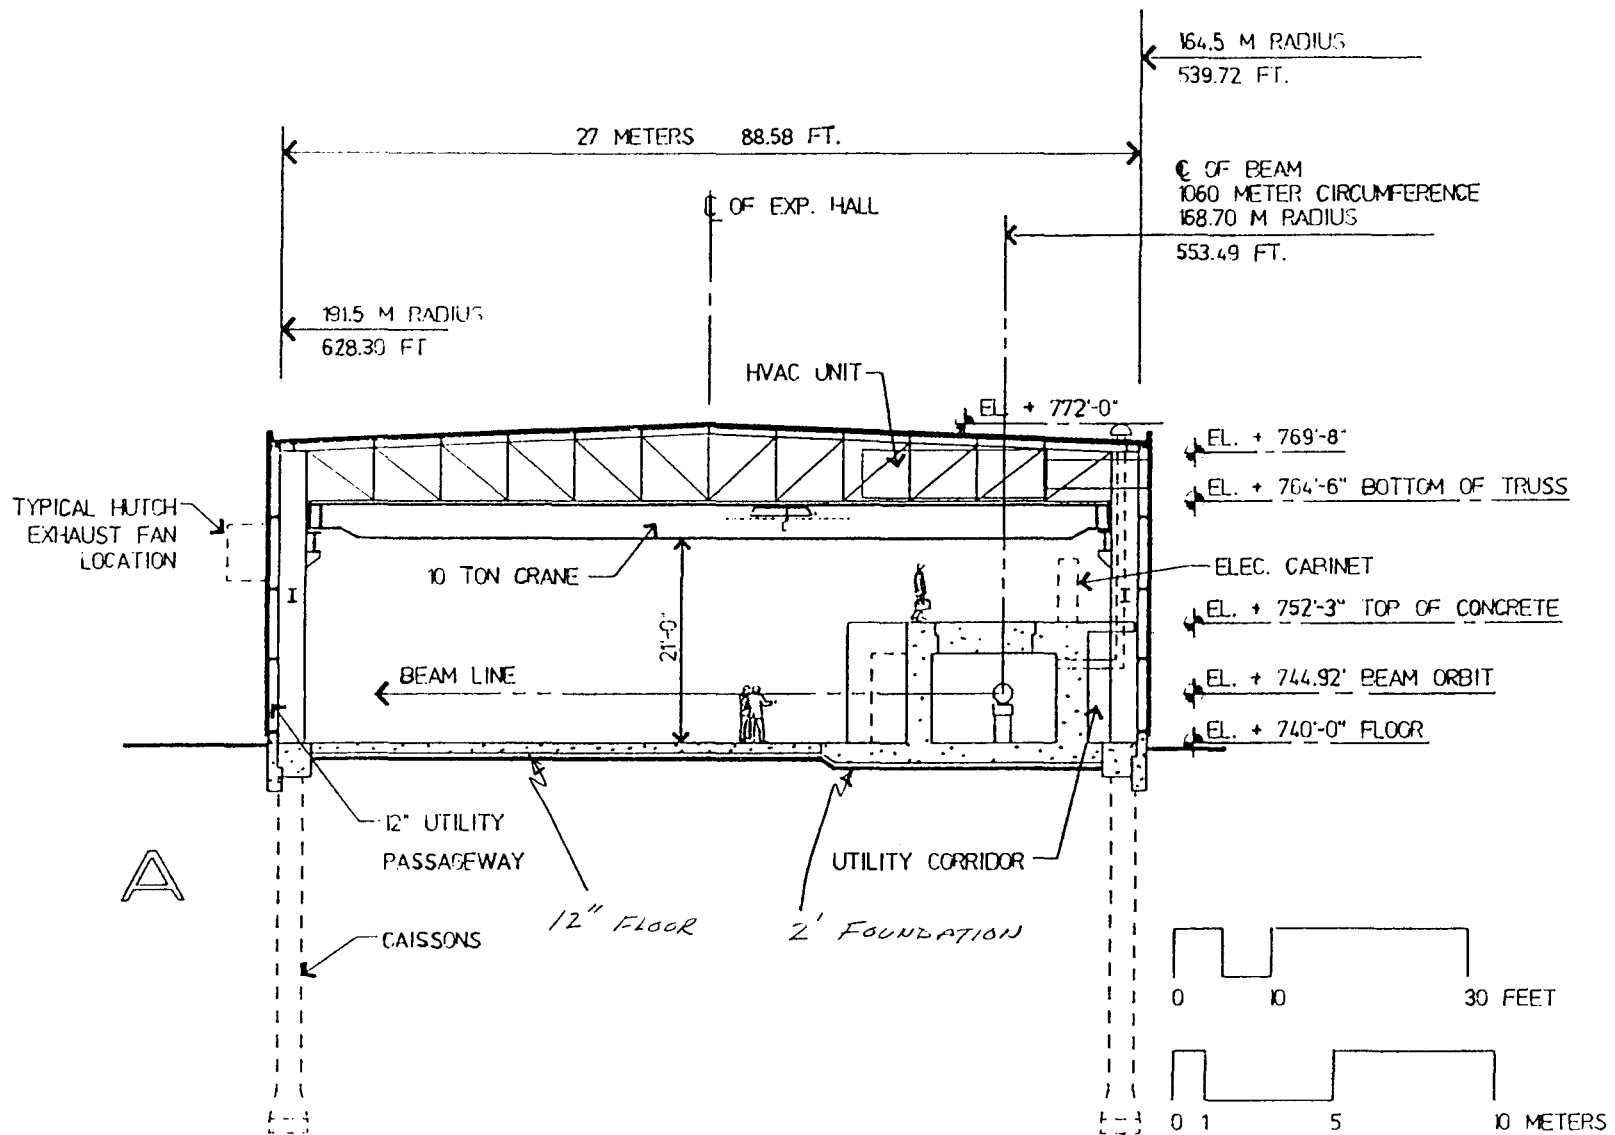 164.5 M RADIUS
539.72 FT.
27 METERS 88.58 FT.
℄ OF BEAM
1060 METER CIRCUMFERENCE
168.70 M RADIUS
553.49 FT.
℄ OF EXP. HALL
191.5 M RADIUS
628.30 FT
HVAC UNIT
EL. + 772'-0"
EL. + 769'-8"
EL. + 764'-6" BOTTOM OF TRUSS
TYPICAL HUTCH
EXHAUST FAN
LOCATION
10 TON CRANE
ELEC. CABINET
I
I
EL. + 752'-3" TOP OF CONCRETE
21'-0"
BEAM LINE
EL. + 744.92' BEAM ORBIT
EL. + 740'-0" FLOOR
12" UTILITY
PASSAGEWAY
UTILITY CORRIDOR
A
12" FLOOR
2' FOUNDATION
CAISSONS
0 10 30 FEET
0 1 5 10 METERS